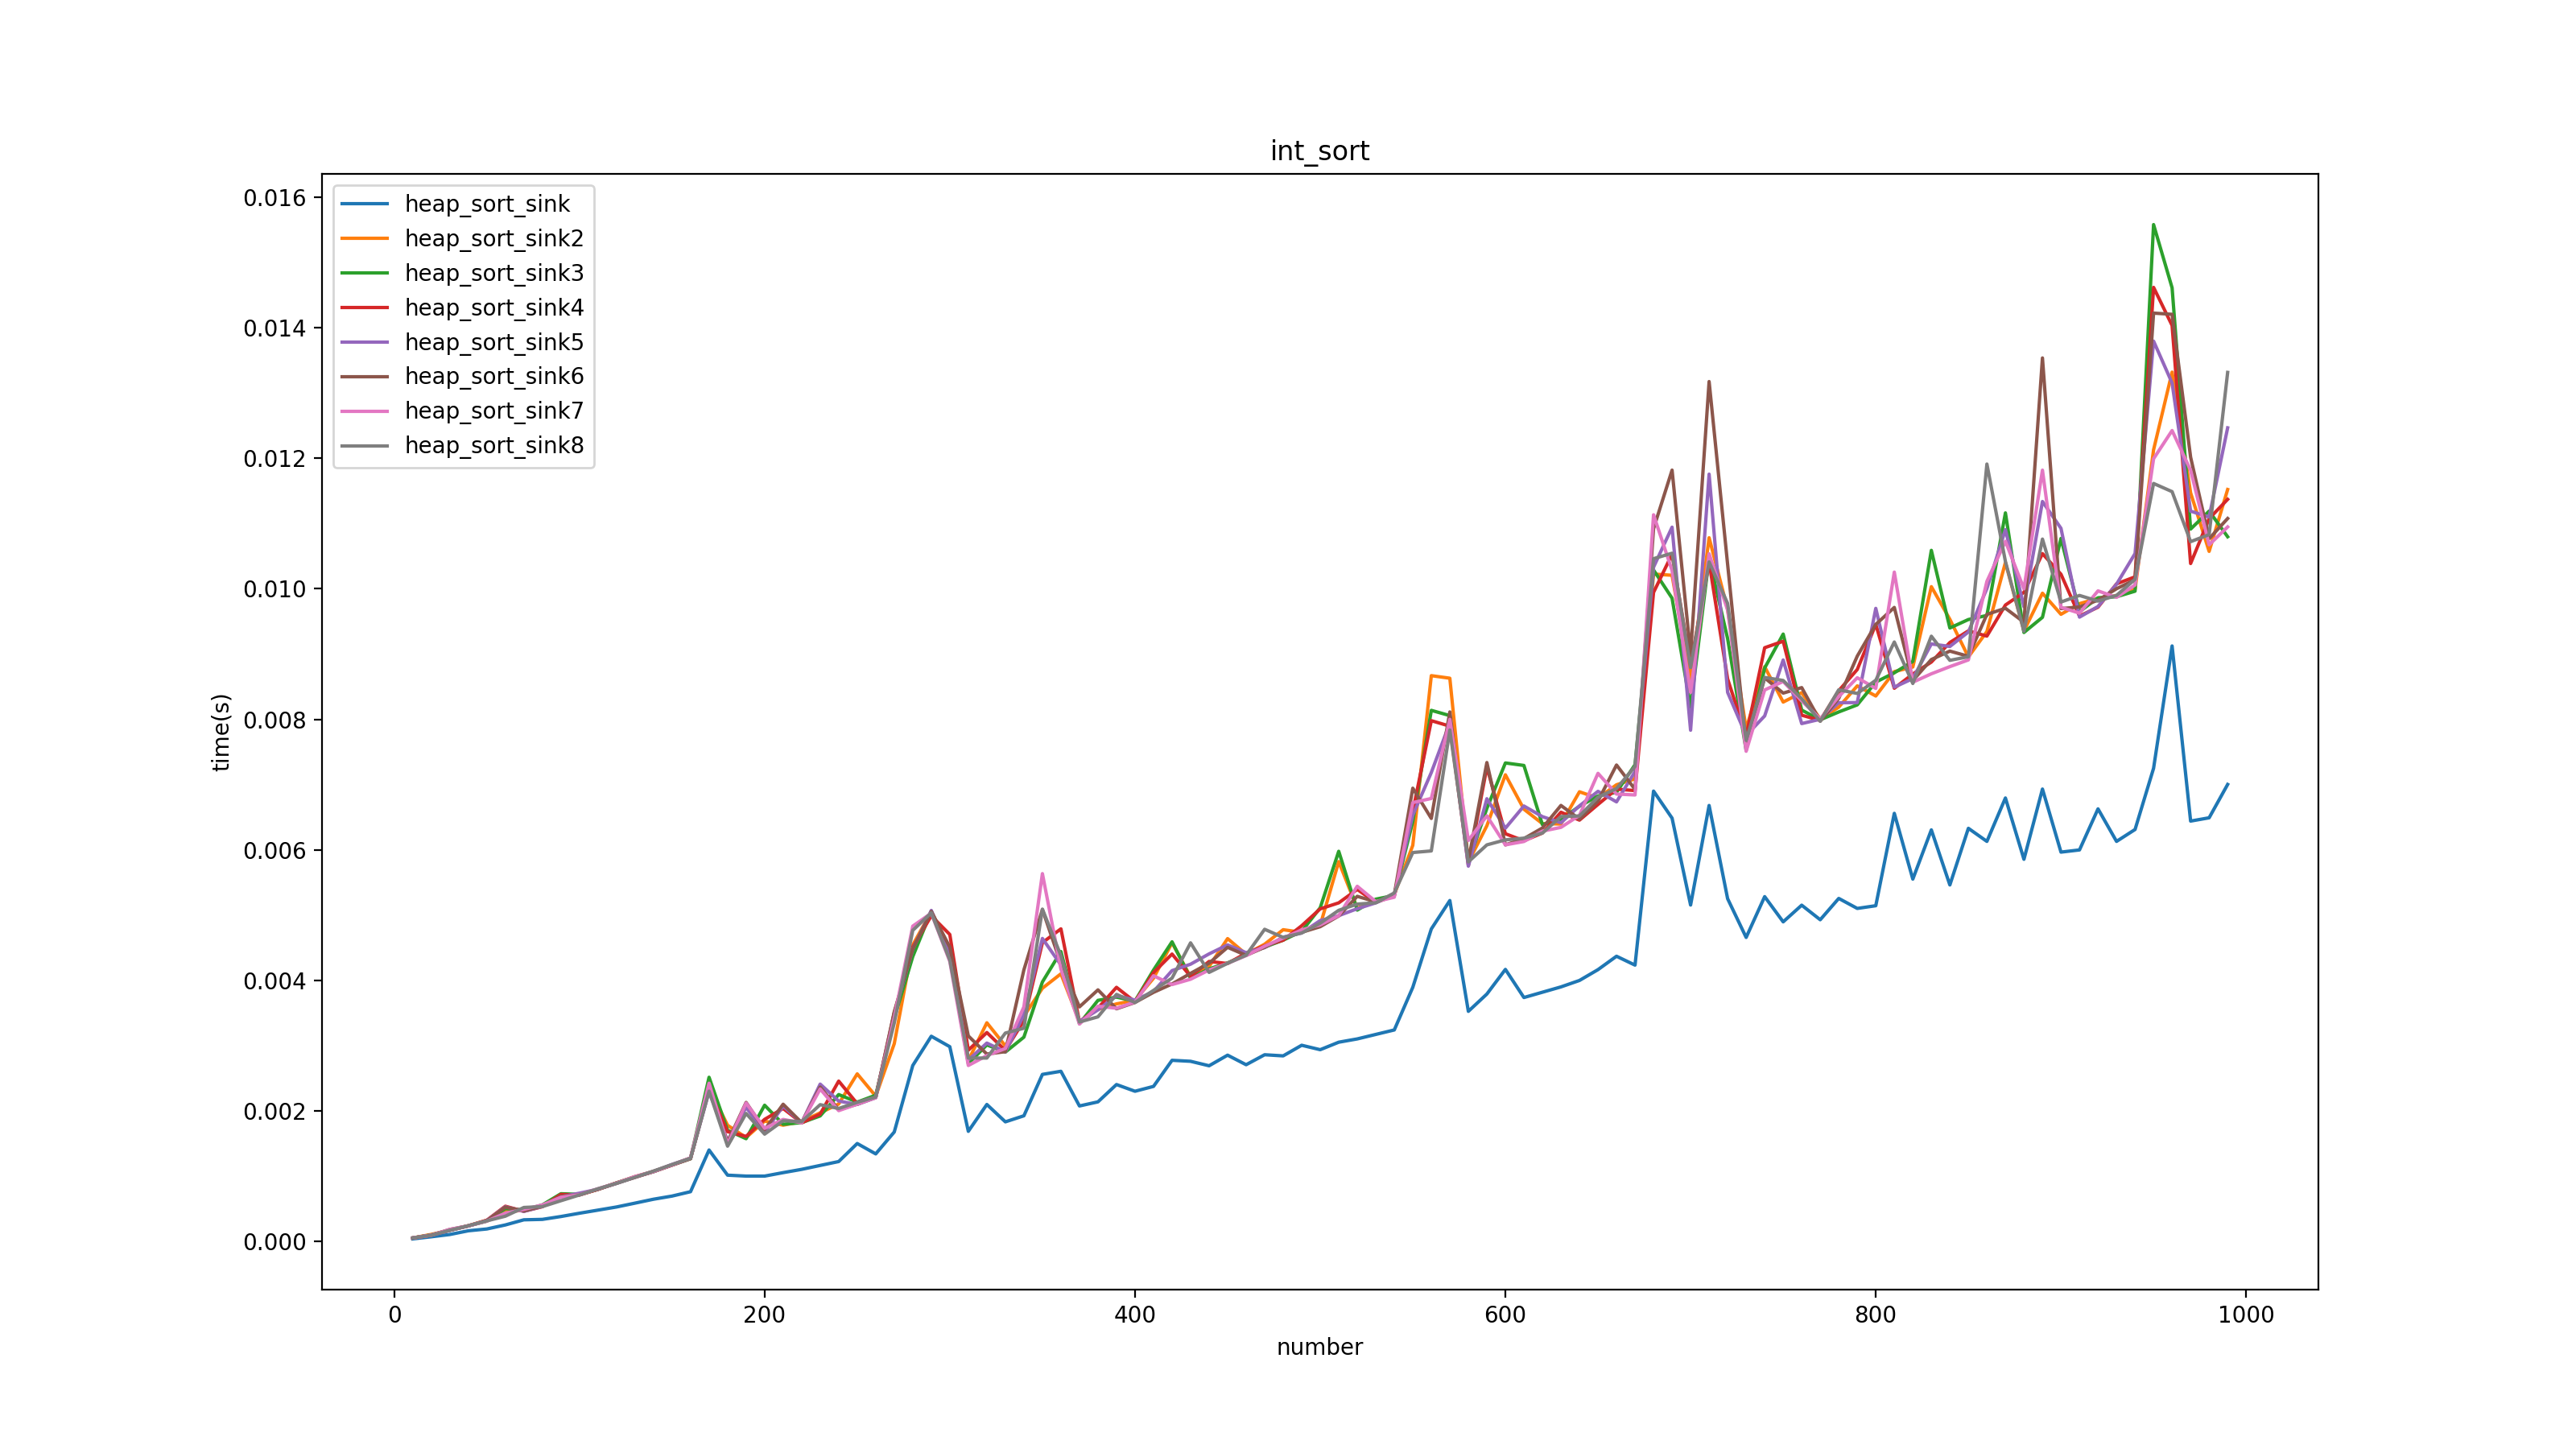 int_sort
0.016
0.014
0.012
0.010
0.008
0.006
0.004
0.002
0.000
time(s)
heap_sort_sink
heap_sort_sink2
heap_sort_sink3
heap_sort_sink4
heap_sort_sink5
heap_sort_sink6
heap_sort_sink7
heap_sort_sink8
0 200 400 600 800 1000
number